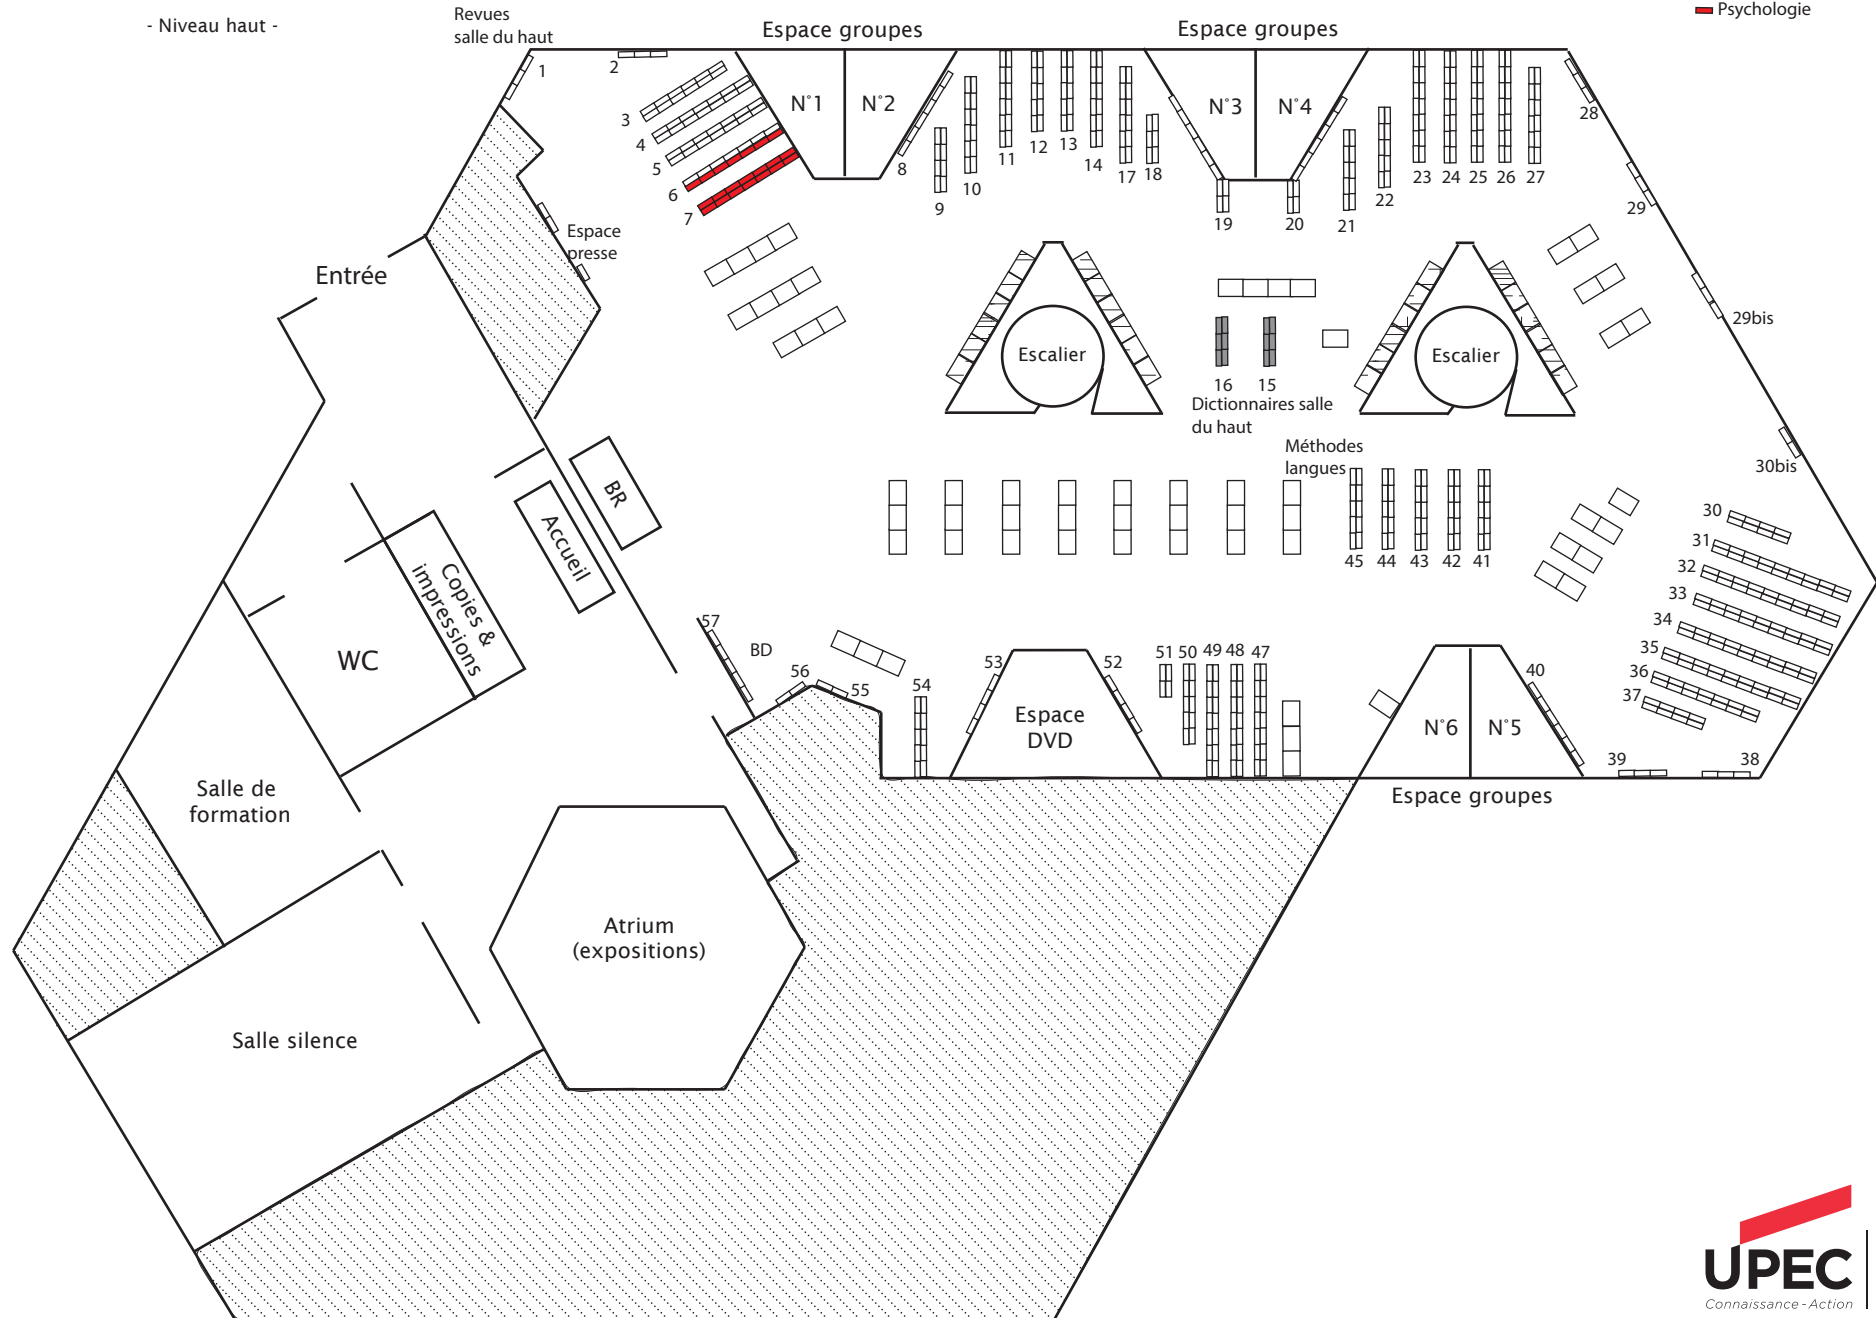 - Niveau haut -
Revues
salle du haut
Espace groupes
Espace groupes
Psychologie
1
2
3
4
5
6
7
N°1
N°2
8
9
10
11
12
13
14
17
18
N°3
N°4
19
20
21
22
23
24
25
26
27
28
29
29bis
30bis
Espace
presse
Entrée
Escalier
Escalier
16
15
Dictionnaires salle
du haut
Méthodes
langues
45
44
43
42
41
30
31
32
33
34
35
36
37
38
39
40
BR
Accueil
Copies &
impressions
WC
57
BD
56
55
54
53
52
51
50
49
48
47
Espace
DVD
N°6
N°5
Espace groupes
Salle de
formation
Atrium
(expositions)
Salle silence
UPEC
Connaissance - Action